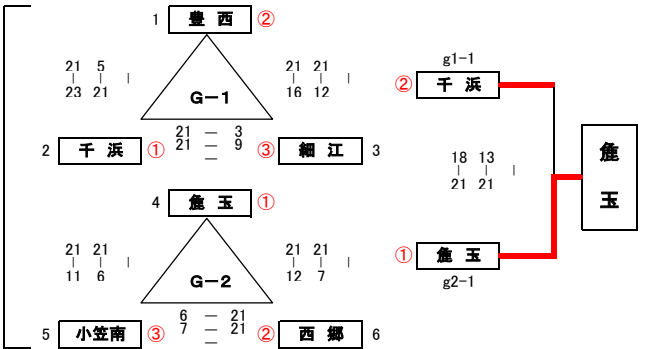 1 豊 西 ②
21 5
| | |
23 21
21 21
| | |
16 12
G－1
21 — 3
21 — 9
—
2 千 浜 ①
③ 細 江 3
4 麁 玉 ①
21 21
| | |
11 6
21 21
| | |
12 7
G－2
6 — 21
7 — 21
—
5 小笠南 ③
② 西 郷 6
g1-1
② 千 浜
18 13
| | |
21 21
① 麁 玉
g2-1
麁
玉